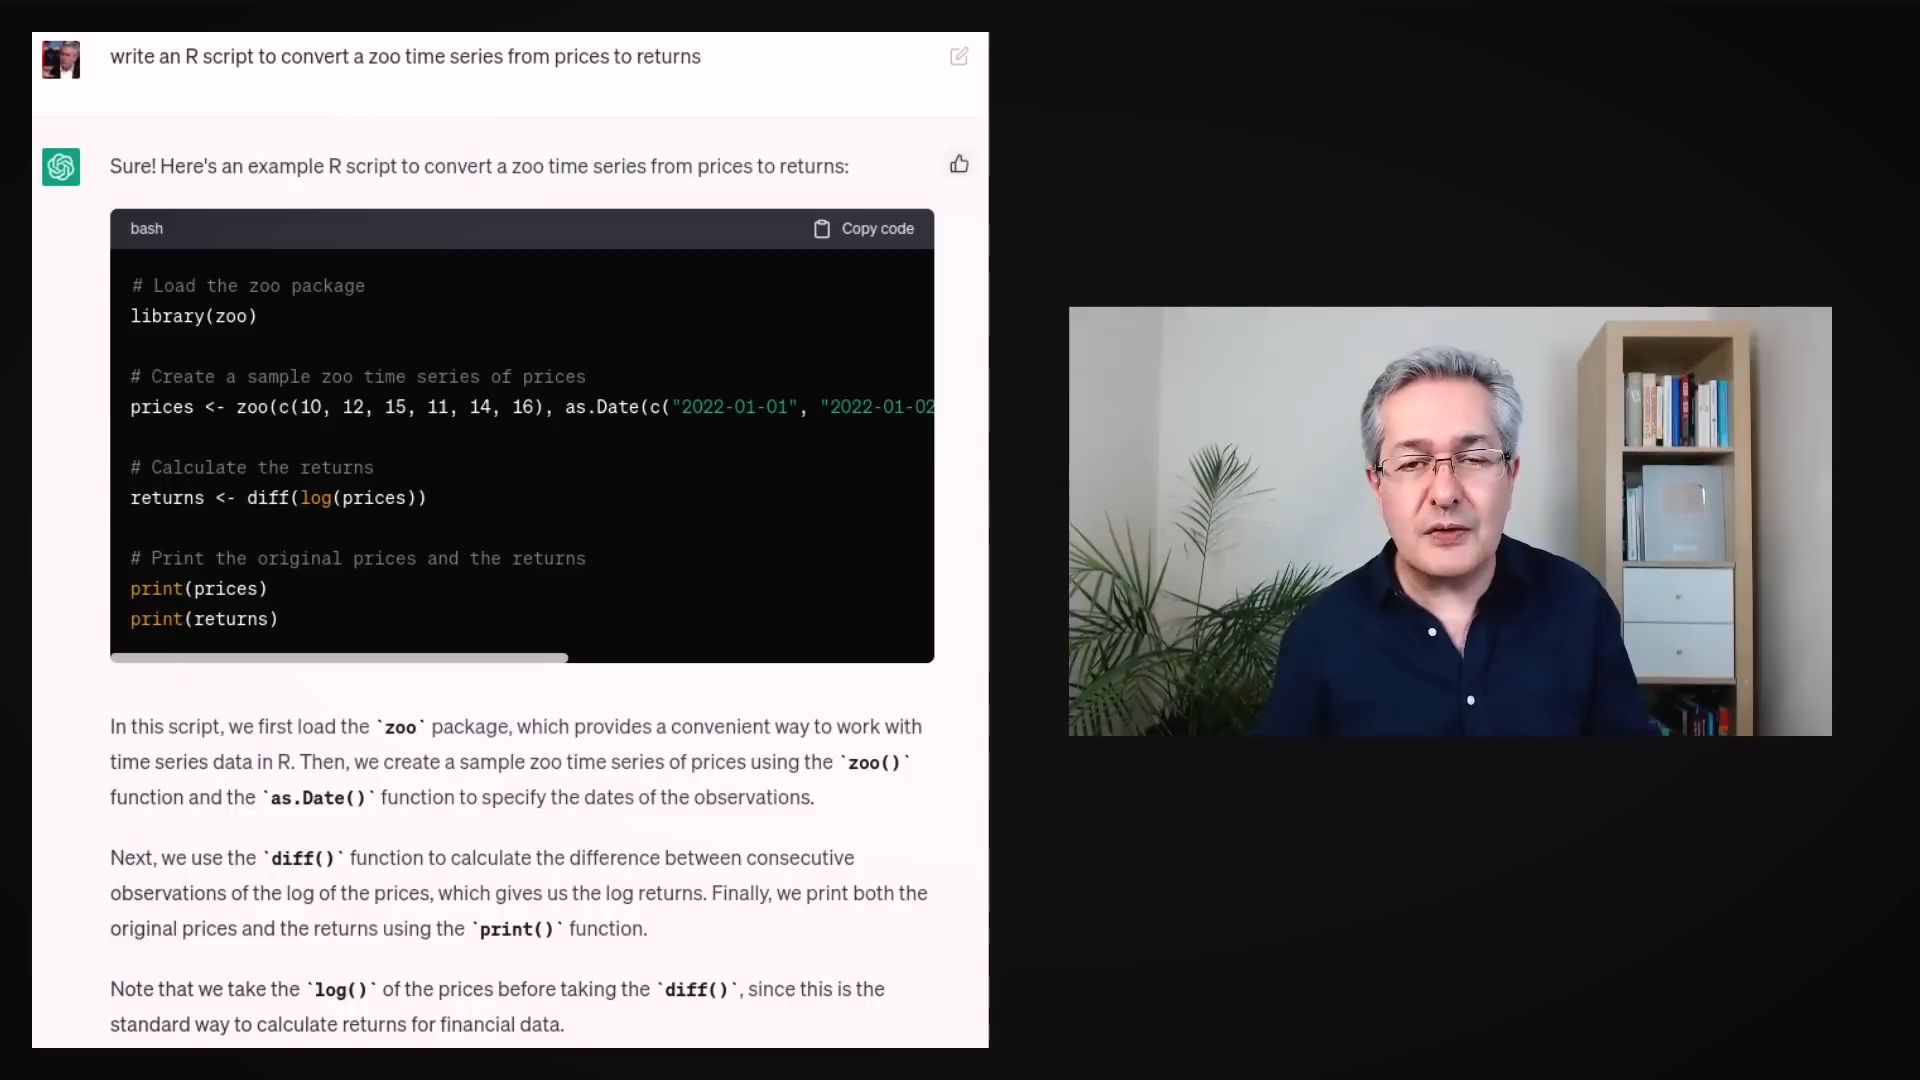 write an R script to convert a zoo time series from prices to returns
Sure! Here's an example R script to convert a zoo time series from prices to returns:
bash
Copy code
# Load the zoo package
library(zoo)
# Create a sample zoo time series of prices
prices <- zoo(c(10, 12, 15, 11, 14, 16), as.Date(c("2022-01-01", "2022-01-02
# Calculate the returns
returns <- diff(log(prices))
# Print the original prices and the returns
print(prices)
print(returns)
In this script, we first load the `zoo` package, which provides a convenient way to work with
time series data in R. Then, we create a sample zoo time series of prices using the `zoo()`
function and the `as.Date()` function to specify the dates of the observations.
Next, we use the `diff()` function to calculate the difference between consecutive
observations of the log of the prices, which gives us the log returns. Finally, we print both the
original prices and the returns using the `print()` function.
Note that we take the `log()` of the prices before taking the `diff()`, since this is the
standard way to calculate returns for financial data.